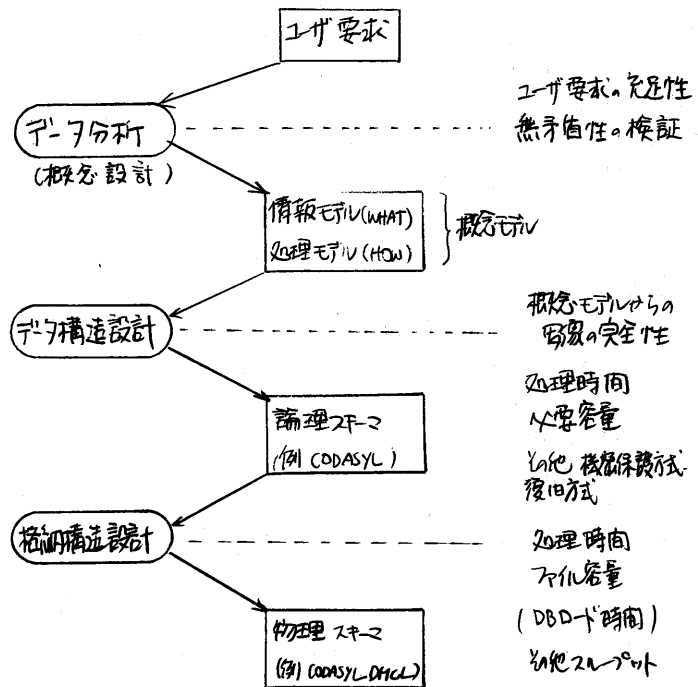 ユーザ要求
ユーザ要求の充足性
無矛盾性の検証
データ分析
(概念設計)
情報モデル(WHAT)
処理モデル(HOW)
概念モデル
データ構造設計
概念モデルからの
写象の完全性
処理時間
必要容量
その他 機密保護方式
復旧方式
論理スキーマ
(例 CODASYL)
格納構造設計
処理時間
ファイル容量
(DBロード時間)
その他スループット
物理スキーマ
(例 CODASYL DMCL)